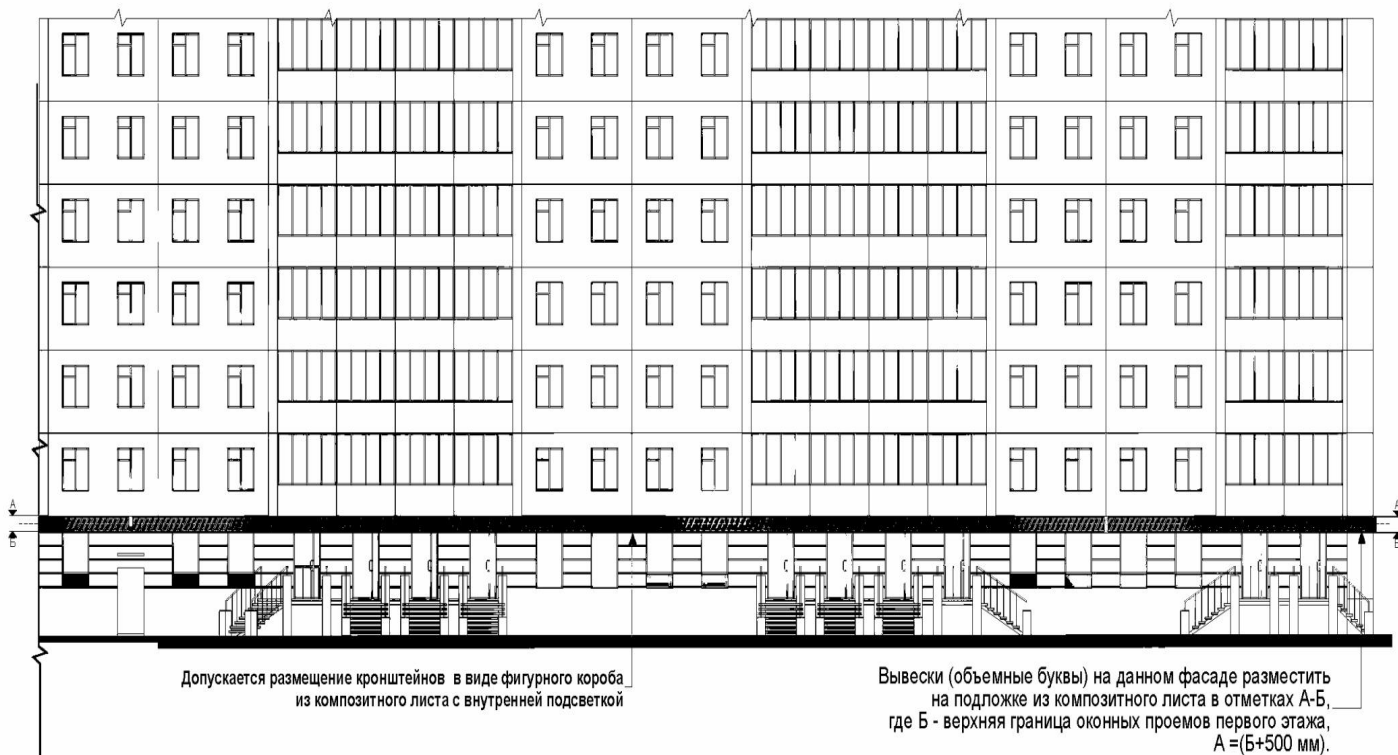 А
Б
А
Б
Допускается размещение кронштейнов в виде фигурного короба
из композитного листа с внутренней подсветкой
Вывески (объемные буквы) на данном фасаде разместить
на подложке из композитного листа в отметках А-Б,
где Б - верхняя граница оконных проемов первого этажа,
А =(Б+500 мм).